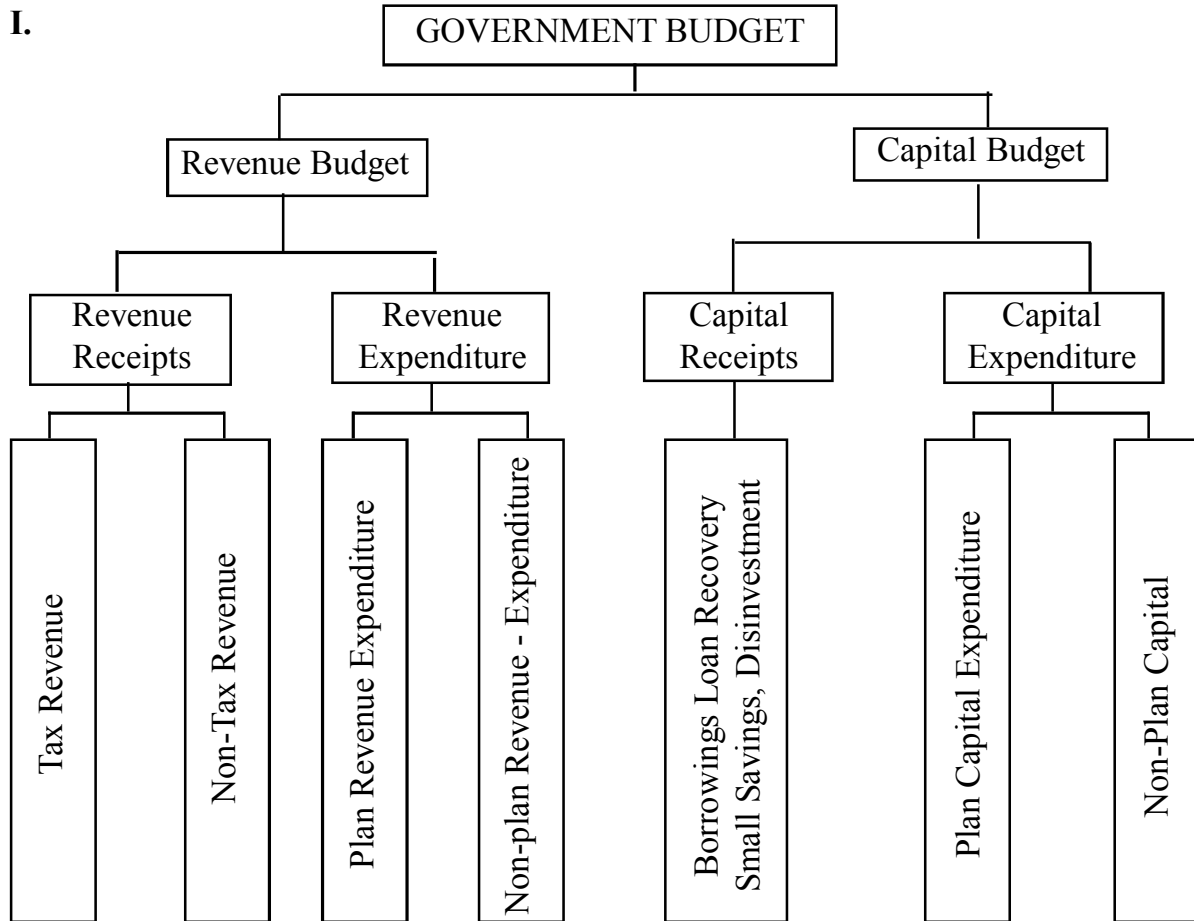 I.
GOVERNMENT BUDGET
Revenue Budget
Capital Budget
Revenue
Receipts
Revenue
Expenditure
Capital
Receipts
Capital
Expenditure
Tax Revenue
Non-Tax Revenue
Plan Revenue Expenditure
Non-plan Revenue - Expenditure
Borrowings Loan Recovery
Small Savings, Disinvestment
Plan Capital Expenditure
Non-Plan Capital